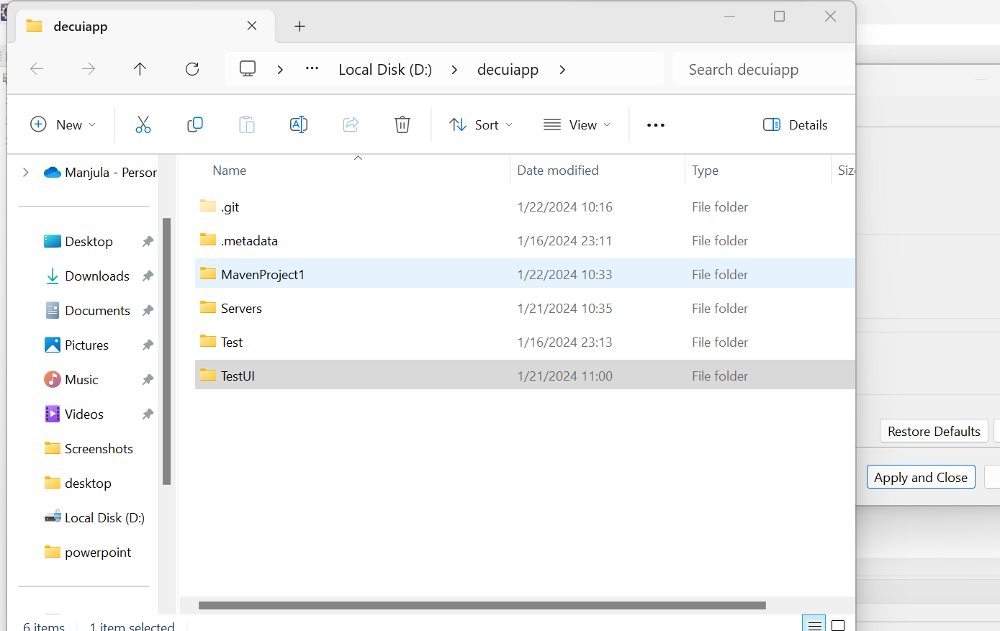 decuiapp
Local Disk (D:)
decuiapp
Search decuiapp
New
Sort
View
Details
Manjula - Persor
Desktop
Downloads
Documents
Pictures
Music
Videos
Screenshots
desktop
Local Disk (D:)
powerpoint
Name Date modified Type Siz
.git 1/22/2024 10:16 File folder
.metadata 1/16/2024 23:11 File folder
MavenProject1 1/22/2024 10:33 File folder
Servers 1/21/2024 10:35 File folder
Test 1/16/2024 23:13 File folder
TestUI 1/21/2024 11:00 File folder
Restore Defaults
Apply and Close
6 items 1 item selected